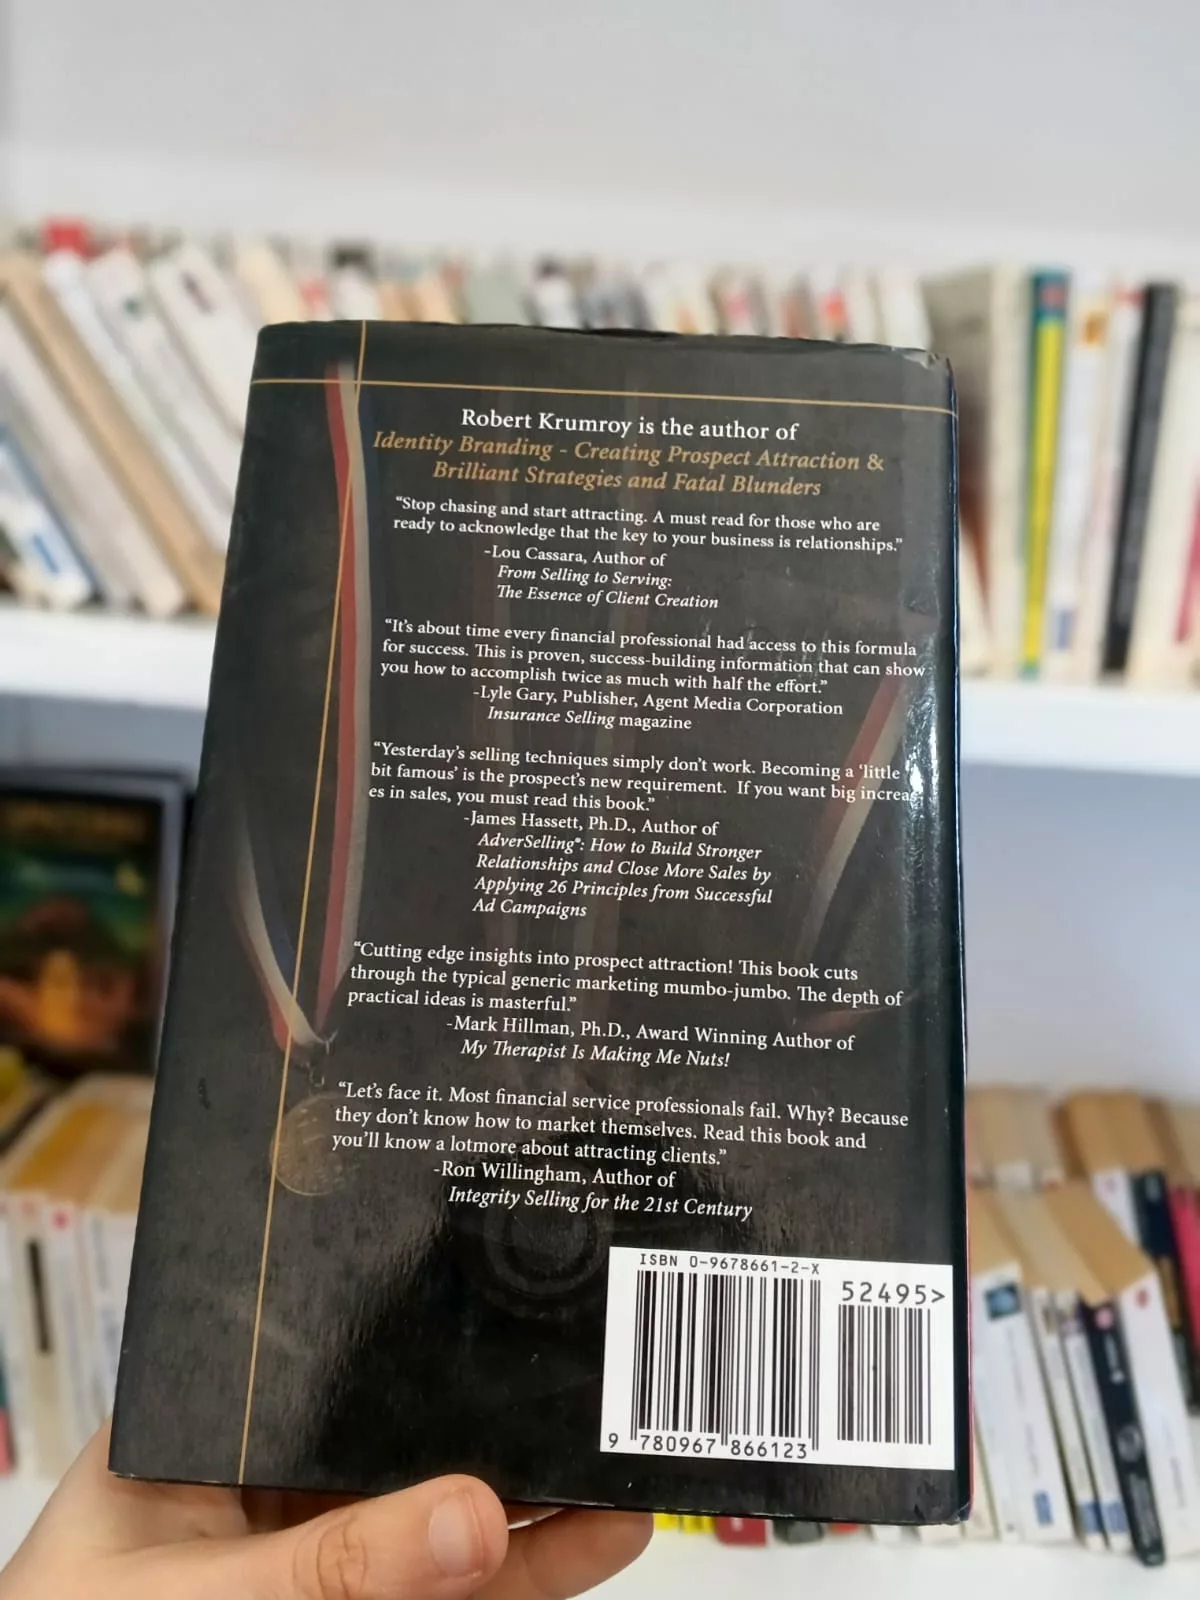 Robert Krumroy is the author of
Identity Branding - Creating Prospect Attraction &
Brilliant Strategies and Fatal Blunders
“Stop chasing and start attracting. A must read for those who are
ready to acknowledge that the key to your business is relationships.”
-Lou Cassara, Author of
From Selling to Serving:
The Essence of Client Creation
“It’s about time every financial professional had access to this formula
for success. This is proven, success-building information that can show
you how to accomplish twice as much with half the effort.”
-Lyle Gary, Publisher, Agent Media Corporation
Insurance Selling magazine
“Yesterday’s selling techniques simply don’t work. Becoming a ‘little
bit famous’ is the prospect’s new requirement. If you want big increas-
es in sales, you must read this book.”
-James Hassett, Ph.D., Author of
AdverSelling®: How to Build Stronger
Relationships and Close More Sales by
Applying 26 Principles from Successful
Ad Campaigns
“Cutting edge insights into prospect attraction! This book cuts
through the typical generic marketing mumbo-jumbo. The depth of
practical ideas is masterful.”
-Mark Hillman, Ph.D., Award Winning Author of
My Therapist Is Making Me Nuts!
“Let’s face it. Most financial service professionals fail. Why? Because
they don’t know how to market themselves. Read this book and
you’ll know a lotmore about attracting clients.”
-Ron Willingham, Author of
Integrity Selling for the 21st Century
ISBN 0-9678661-2-X
52495>
9 780967 866123